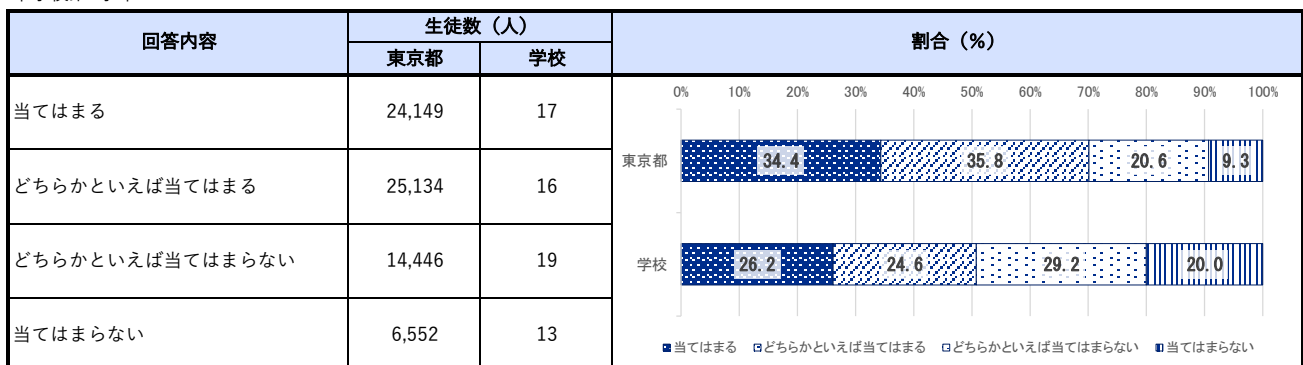 回答内容 生徒数（人） 割合（%）
東京都 学校
当てはまる 24,149 17
どちらかといえば当てはまる 25,134 16
どちらかといえば当てはまらない 14,446 19
当てはまらない 6,552 13
0% 10% 20% 30% 40% 50% 60% 70% 80% 90% 100%
東京都 34.4 35.8 20.6 9.3
学校 26.2 24.6 29.2 20.0
当てはまる どちらかといえば当てはまる どちらかといえば当てはまらない 当てはまらない